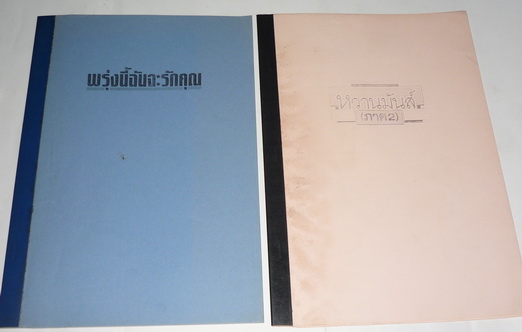 พรุ่งนี้ฉันจะรักคุณ
หวานมันส์
(ภาค2)